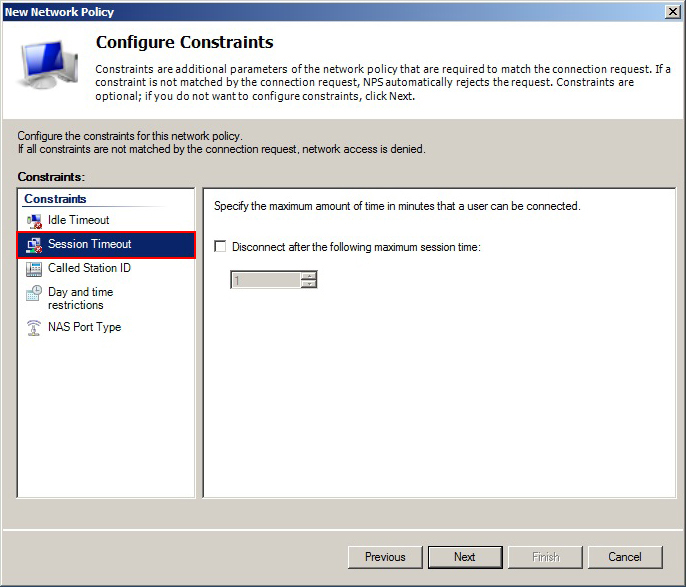 New Network Policy
Configure Constraints
Constraints are additional parameters of the network policy that are required to match the connection request. If a
constraint is not matched by the connection request, NPS automatically rejects the request. Constraints are
optional; if you do not want to configure constraints, click Next.
Configure the constraints for this network policy.
If all constraints are not matched by the connection request, network access is denied.
Constraints:
Constraints
Idle Timeout
Session Timeout
Called Station ID
Day and time
restrictions
NAS Port Type
Specify the maximum amount of time in minutes that a user can be connected.
Disconnect after the following maximum session time:
1
Previous
Next
Finish
Cancel